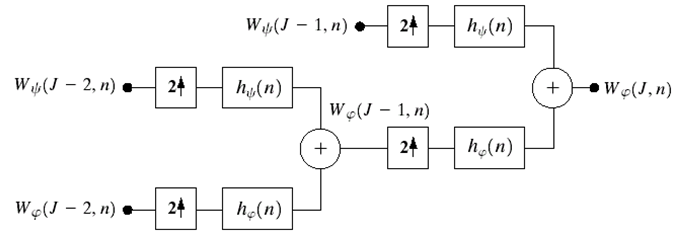 W_ψ(J − 1, n)
2↑
h_ψ(n)
W_ψ(J − 2, n)
2↑
h_ψ(n)
+
W_φ(J, n)
W_φ(J − 1, n)
+
2↑
h_φ(n)
W_φ(J − 2, n)
2↑
h_φ(n)